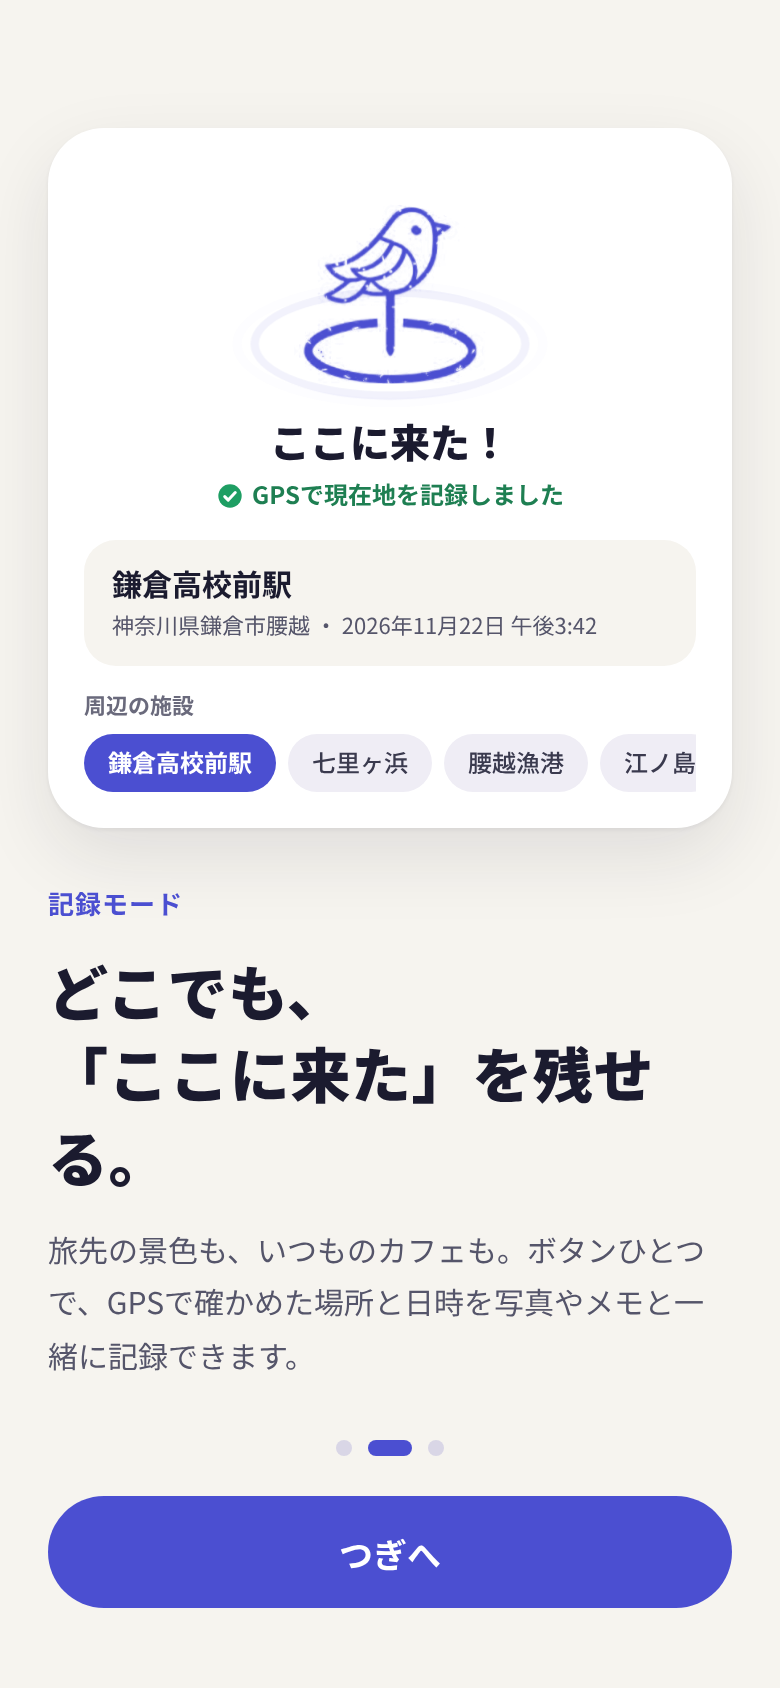 ここに来た！
GPSで現在地を記録しました
鎌倉高校前駅
神奈川県鎌倉市腰越 ・ 2026年11月22日 午後3:42
周辺の施設
鎌倉高校前駅 七里ヶ浜 腰越漁港 江ノ島
記録モード
どこでも、
「ここに来た」を残せ
る。
旅先の景色も、いつものカフェも。ボタンひとつ
で、GPSで確かめた場所と日時を写真やメモと一
緒に記録できます。
つぎへ